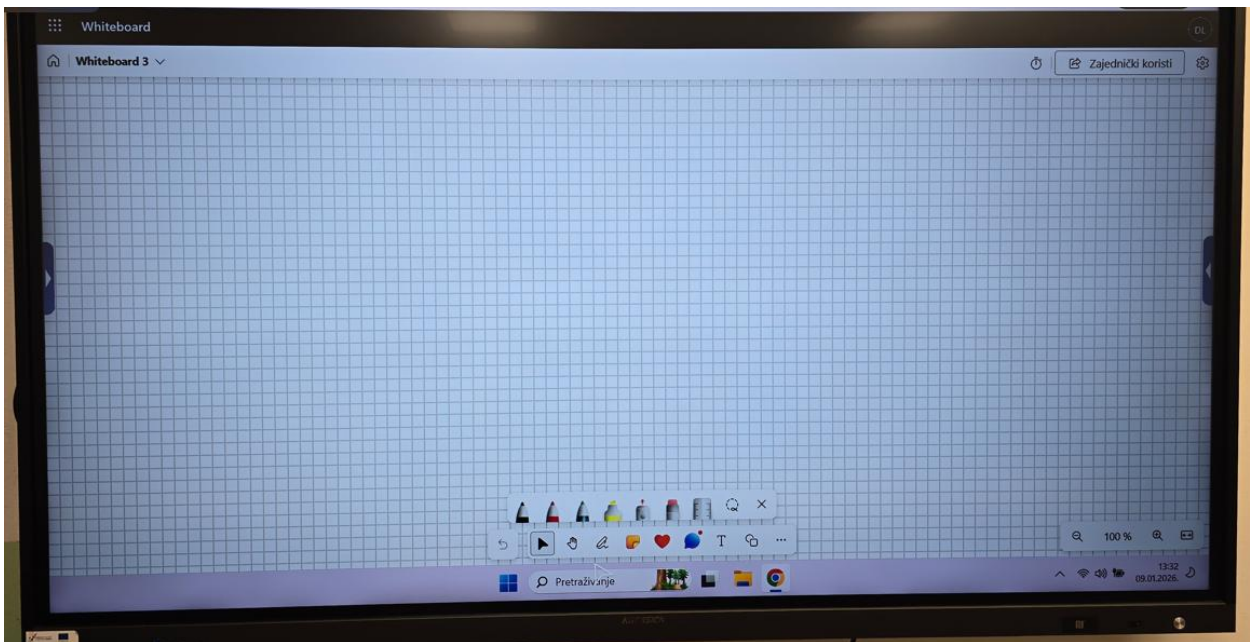 Whiteboard
DL
Whiteboard 3
Zajednički koristi
T
100 %
Pretraživanje
13:32
09.01.2026.